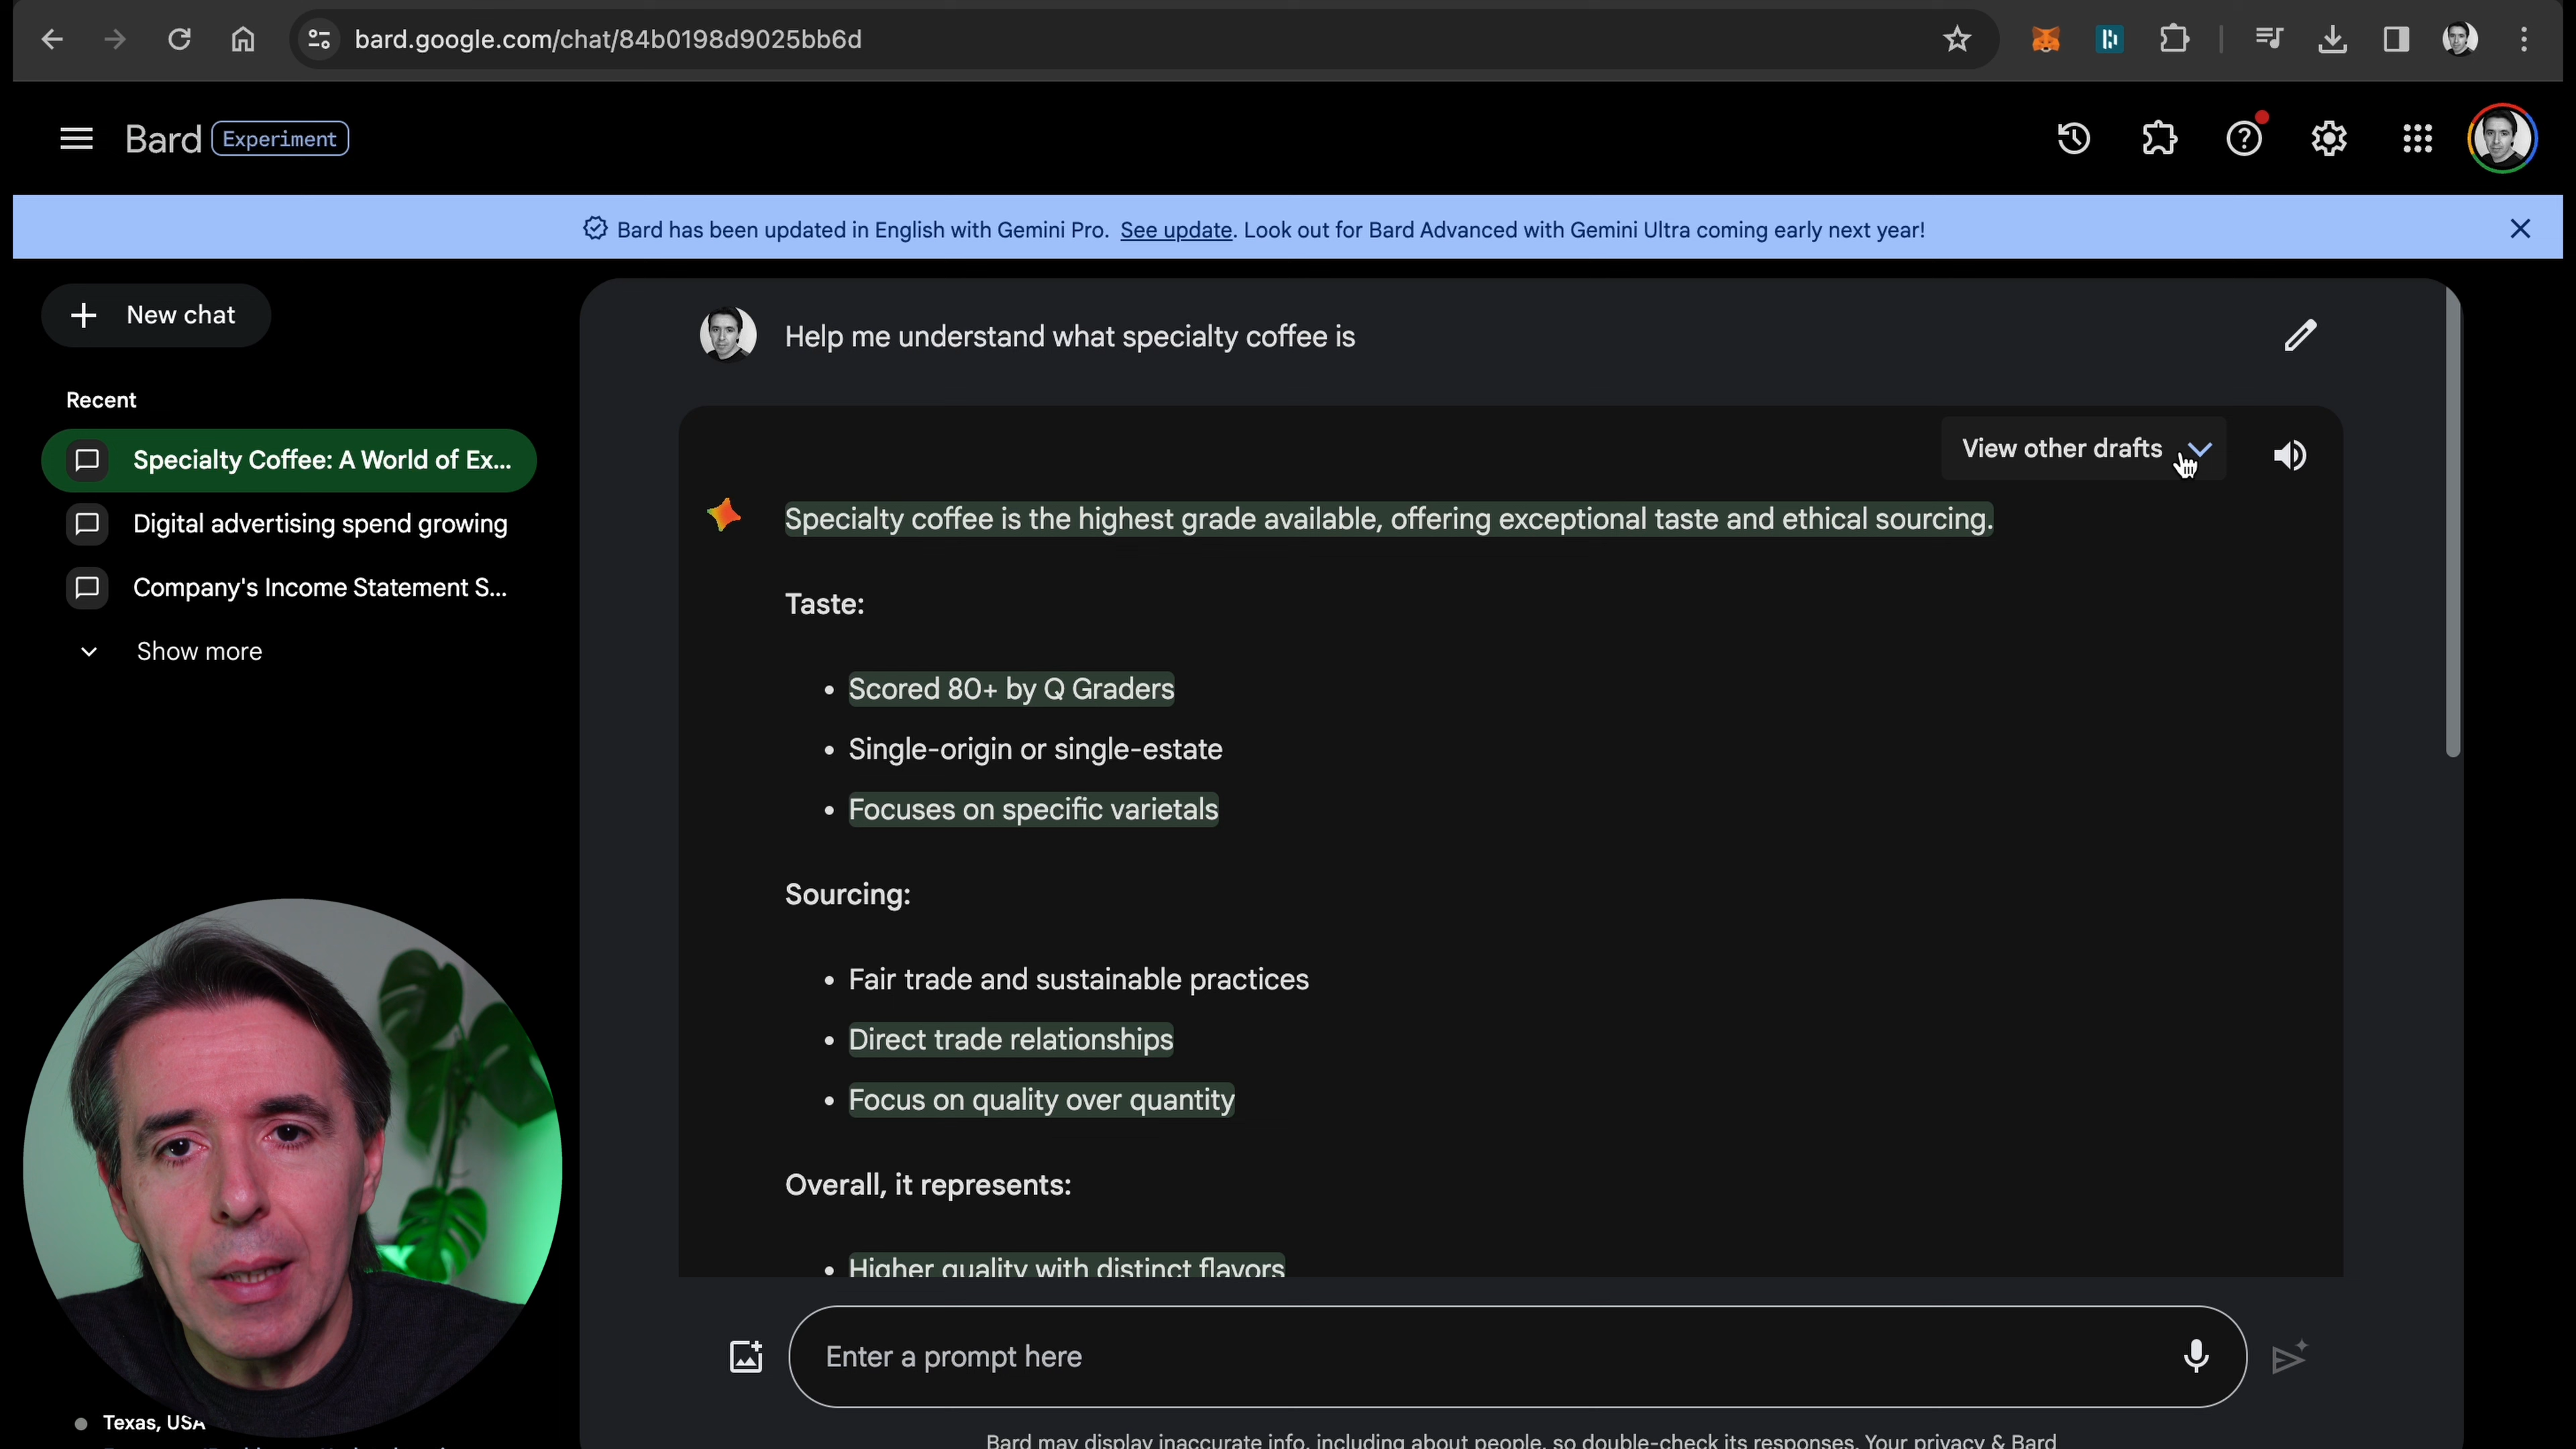 bard.google.com/chat/84b0198d9025bb6d
Bard Experiment
Bard has been updated in English with Gemini Pro. See update. Look out for Bard Advanced with Gemini Ultra coming early next year!
New chat
Recent
Specialty Coffee: A World of Ex...
Digital advertising spend growing
Company's Income Statement S...
Show more
Texas, USA
Help me understand what specialty coffee is
View other drafts
Specialty coffee is the highest grade available, offering exceptional taste and ethical sourcing.
Taste:
• Scored 80+ by Q Graders
• Single-origin or single-estate
• Focuses on specific varietals
Sourcing:
• Fair trade and sustainable practices
• Direct trade relationships
• Focus on quality over quantity
Overall, it represents:
• Higher quality with distinct flavors
Enter a prompt here
Bard may display inaccurate info, including about people, so double-check its responses. Your privacy & Bard